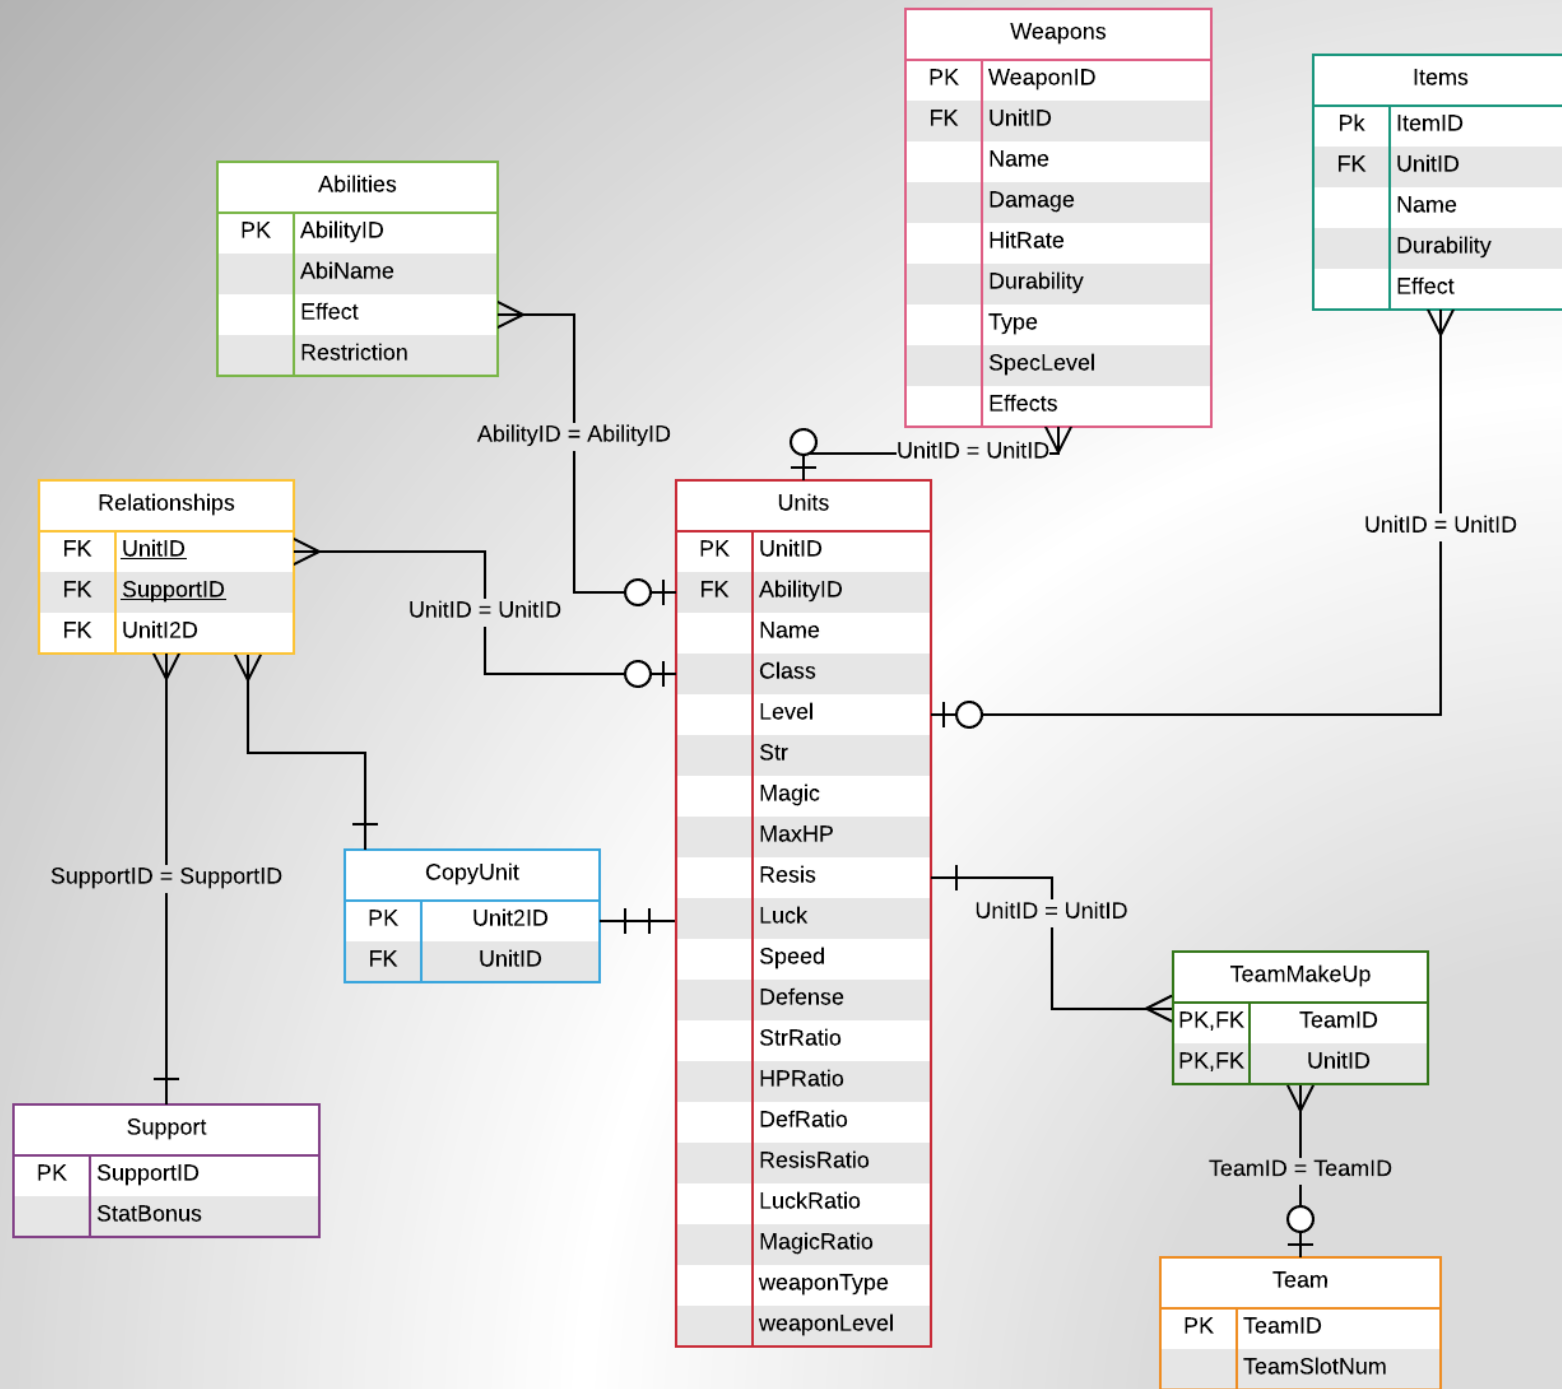 Weapons
PK WeaponID
FK UnitID
Name
Damage
HitRate
Durability
Type
SpecLevel
Effects
Items
Pk ItemID
FK UnitID
Name
Durability
Effect
Abilities
PK AbilityID
AbiName
Effect
Restriction
AbilityID = AbilityID
UnitID = UnitID
UnitID = UnitID
Relationships
FK UnitID
FK SupportID
FK UnitI2D
UnitID = UnitID
Units
PK UnitID
FK AbilityID
Name
Class
Level
Str
Magic
MaxHP
Resis
Luck
Speed
Defense
StrRatio
HPRatio
DefRatio
ResisRatio
LuckRatio
MagicRatio
weaponType
weaponLevel
SupportID = SupportID
CopyUnit
PK Unit2ID
FK UnitID
UnitID = UnitID
TeamMakeUp
PK,FK TeamID
PK,FK UnitID
Support
PK SupportID
StatBonus
TeamID = TeamID
Team
PK TeamID
TeamSlotNum